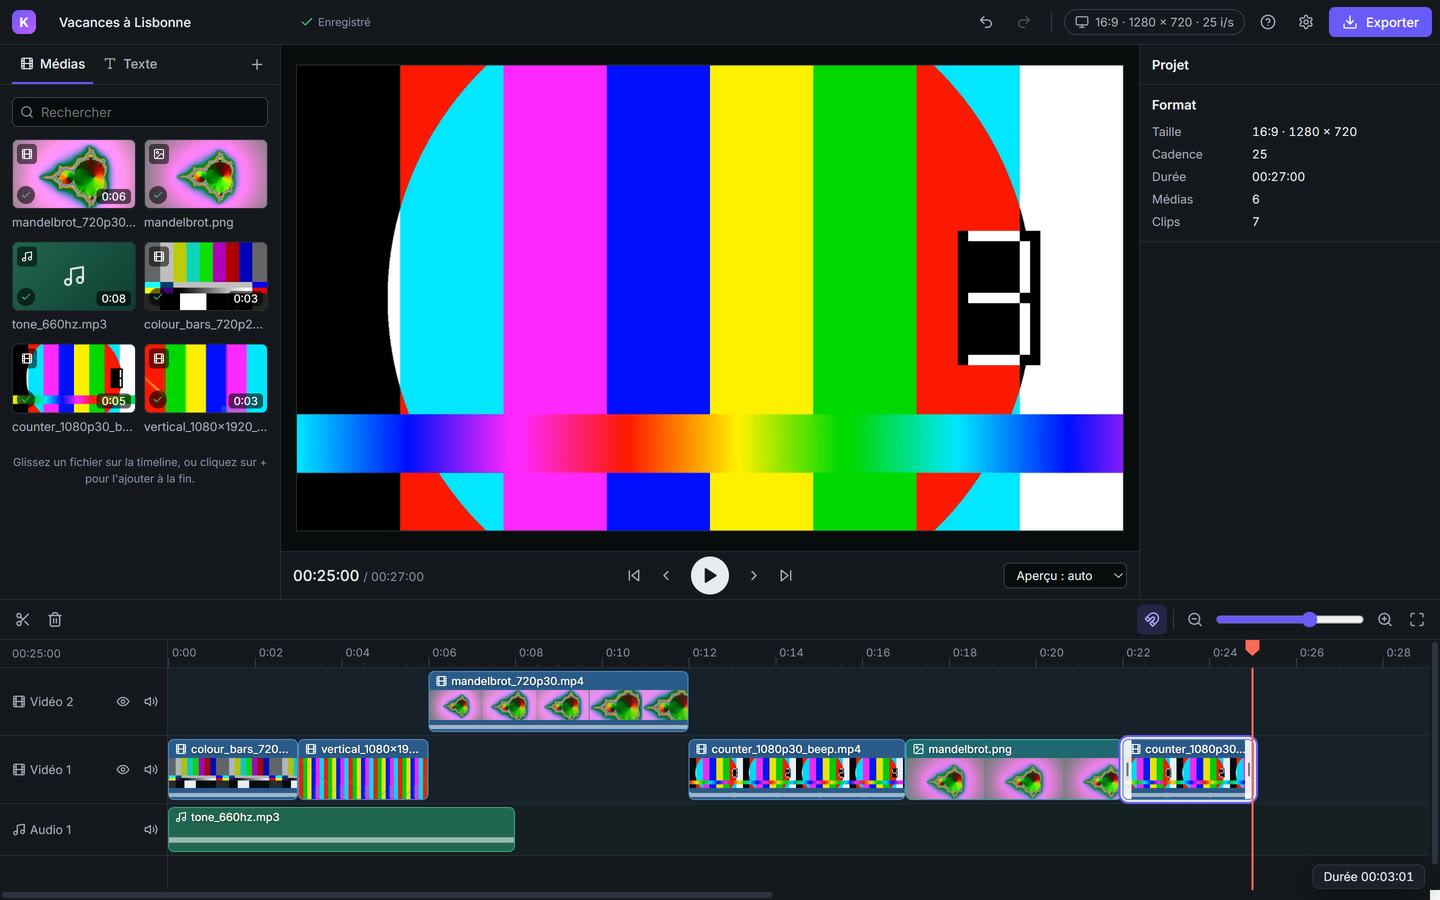 K
Vacances à Lisbonne
Enregistré
16:9 · 1280 × 720 · 25 i/s
Exporter
Médias
Texte
Rechercher
0:06
mandelbrot_720p30...
mandelbrot.png
0:08
tone_660hz.mp3
0:03
colour_bars_720p2...
0:05
counter_1080p30_b...
0:03
vertical_1080×1920_...
Glissez un fichier sur la timeline, ou cliquez sur +
pour l'ajouter à la fin.
3
00:25:00 / 00:27:00
Aperçu : auto
Projet
Format
Taille 16:9 · 1280 × 720
Cadence 25
Durée 00:27:00
Médias 6
Clips 7
00:25:00
0:00 0:02 0:04 0:06 0:08 0:10 0:12 0:14 0:16 0:18 0:20 0:22 0:24 0:26 0:28
Vidéo 2
mandelbrot_720p30.mp4
Vidéo 1
colour_bars_720...
vertical_1080×19...
counter_1080p30_beep.mp4
mandelbrot.png
counter_1080p30...
Audio 1
tone_660hz.mp3
Durée 00:03:01